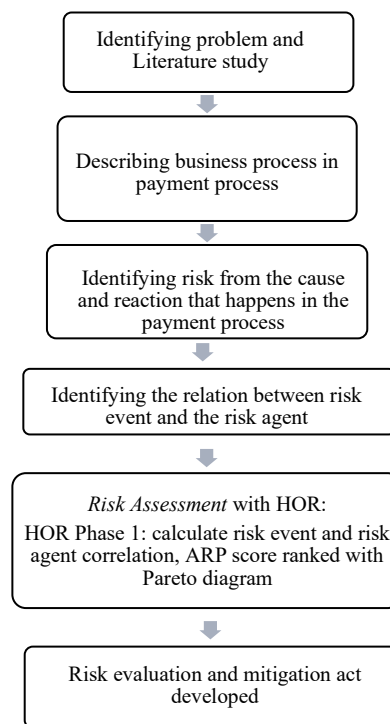 Identifying problem and
Literature study
Describing business process in
payment process
Identifying risk from the cause
and reaction that happens in the
payment process
Identifying the relation between risk
event and the risk agent
Risk Assessment with HOR:
HOR Phase 1: calculate risk event and risk
agent correlation, ARP score ranked with
Pareto diagram
Risk evaluation and mitigation act
developed